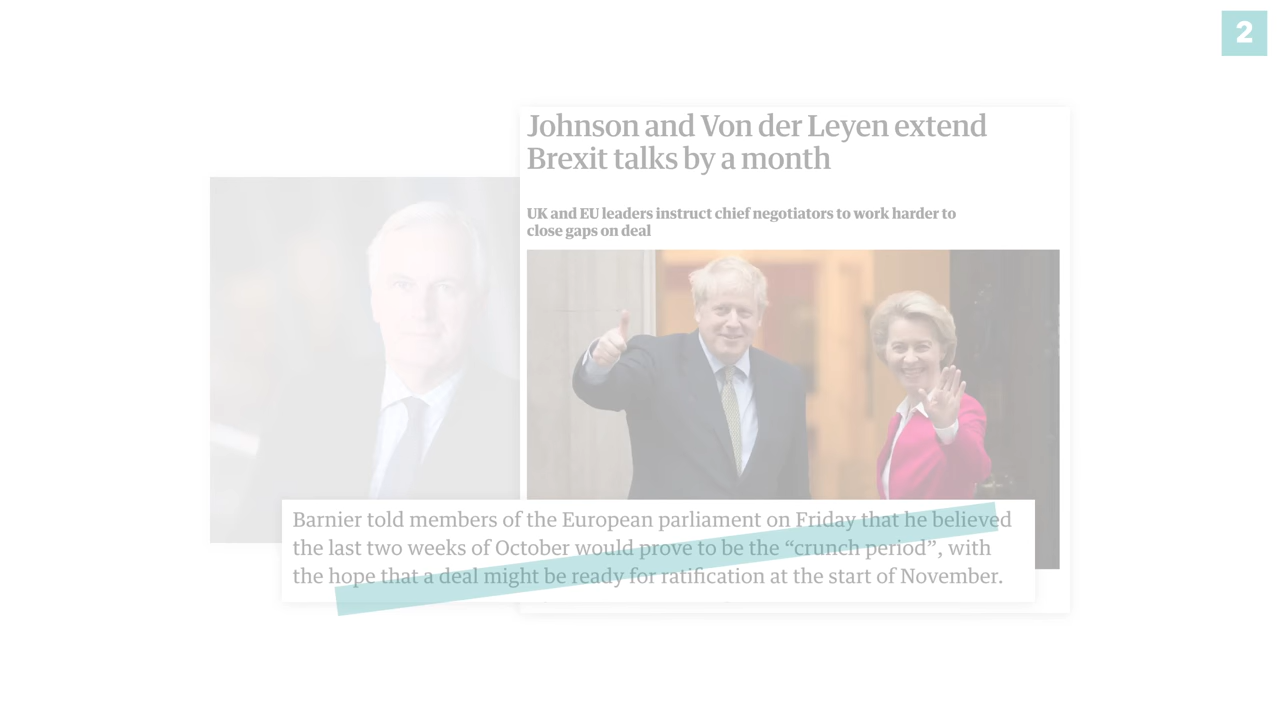 2
Johnson and Von der Leyen extend
Brexit talks by a month
UK and EU leaders instruct chief negotiators to work harder to
close gaps on deal
Barnier told members of the European parliament on Friday that he believed
the last two weeks of October would prove to be the “crunch period”, with
the hope that a deal might be ready for ratification at the start of November.